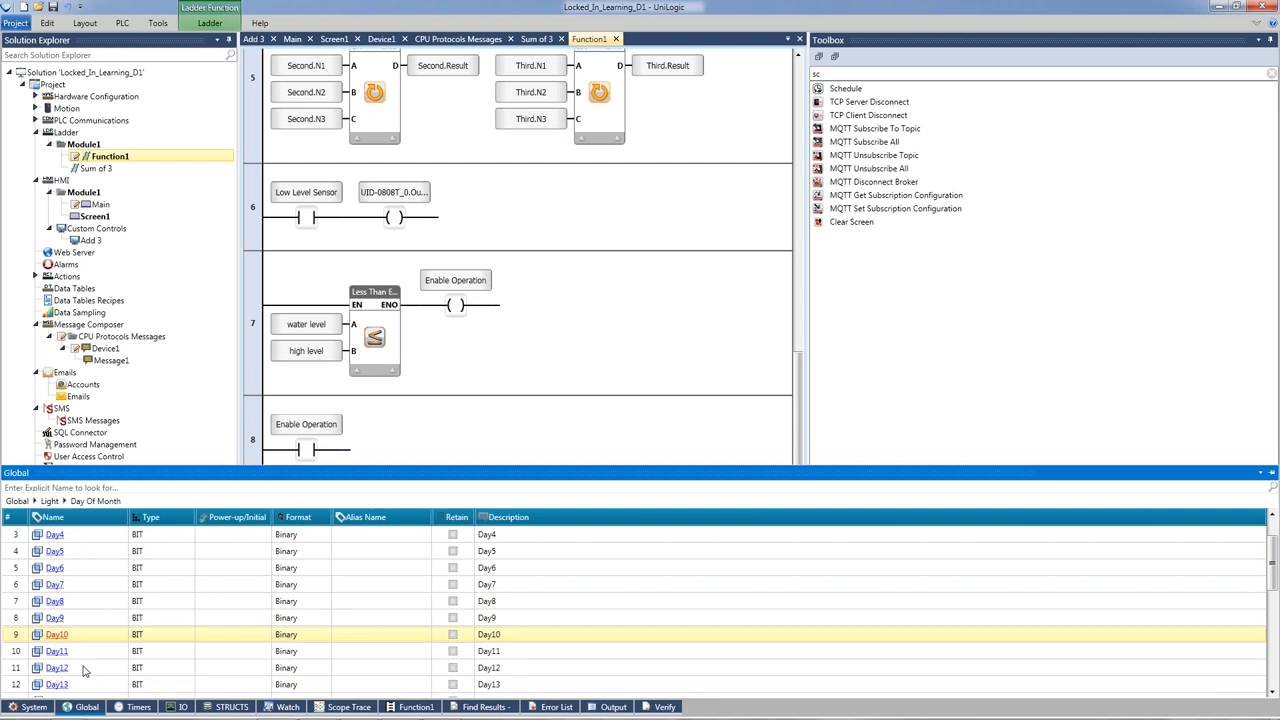 Ladder Function
Locked_In_Learning_D1 - UniLogic
Project Edit Layout PLC Tools Ladder Help
Solution Explorer
Search Solution Explorer
Solution 'Locked_In_Learning_D1'
Project
Hardware Configuration
Motion
PLC Communications
Ladder
Module1
Function1
Sum of 3
HMI
Module1
Main
Screen1
Custom Controls
Add 3
Web Server
Alarms
Actions
Data Tables
Data Tables Recipes
Data Sampling
Message Composer
CPU Protocols Messages
Device1
Message1
Emails
Accounts
Emails
SMS
SMS Messages
SQL Connector
Password Management
User Access Control
Add 3 Main Screen1 Device1 CPU Protocols Messages Sum of 3 Function1
5
Second.N1 A D Second.Result Third.N1 A D Third.Result
Second.N2 B Third.N2 B
Second.N3 C Third.N3 C
6
Low Level Sensor UID-0808T_0.Ou...
7
Enable Operation
Less Than E...
EN ENO
water level A
high level B
8
Enable Operation
Toolbox
sc
Schedule
TCP Server Disconnect
TCP Client Disconnect
MQTT Subscribe To Topic
MQTT Subscribe All
MQTT Unsubscribe Topic
MQTT Unsubscribe All
MQTT Disconnect Broker
MQTT Get Subscription Configuration
MQTT Set Subscription Configuration
Clear Screen
Global
Enter Explicit Name to look for...
Global Light Day Of Month
# Name Type Power-up/Initial Format Alias Name Retain Description
3 Day4 BIT Binary Day4
4 Day5 BIT Binary Day5
5 Day6 BIT Binary Day6
6 Day7 BIT Binary Day7
7 Day8 BIT Binary Day8
8 Day9 BIT Binary Day9
9 Day10 BIT Binary Day10
10 Day11 BIT Binary Day11
11 Day12 BIT Binary Day12
12 Day13 BIT Binary Day13
System Global Timers IO STRUCTS Watch Scope Trace Function1 Find Results - Error List Output Verify